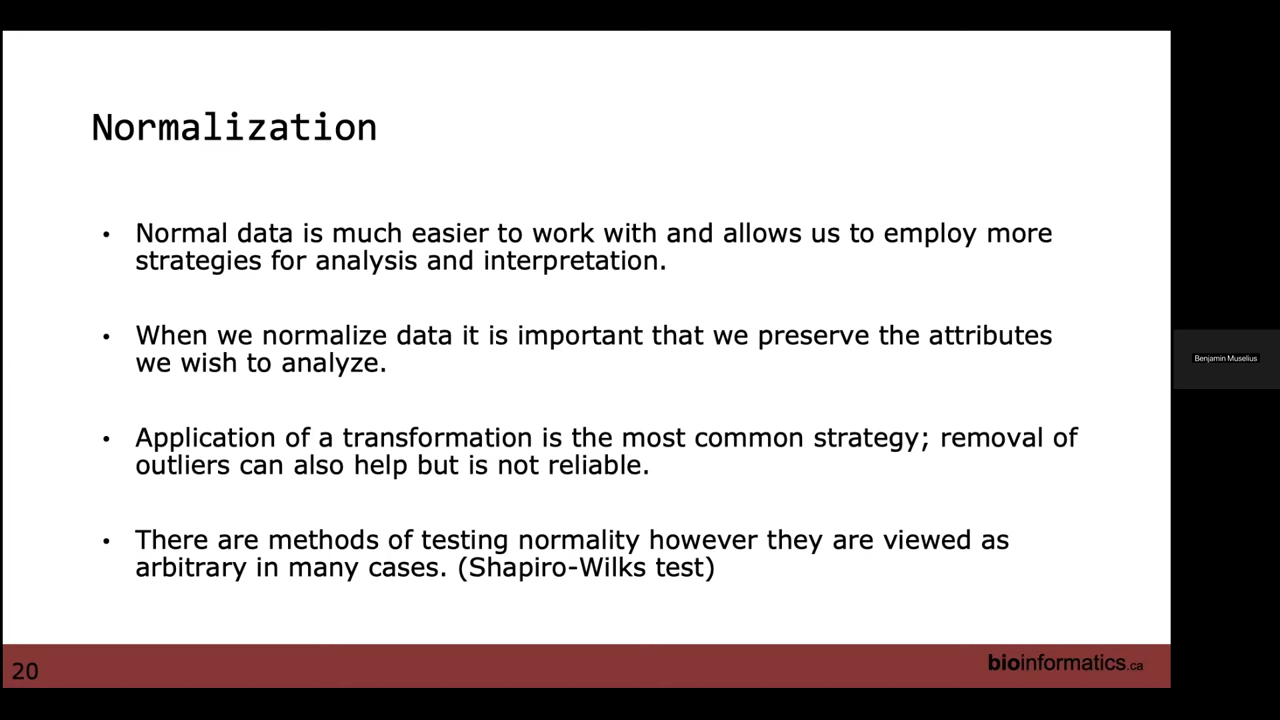 Normalization
• Normal data is much easier to work with and allows us to employ more
strategies for analysis and interpretation.
• When we normalize data it is important that we preserve the attributes
we wish to analyze.
• Application of a transformation is the most common strategy; removal of
outliers can also help but is not reliable.
• There are methods of testing normality however they are viewed as
arbitrary in many cases. (Shapiro-Wilks test)
Benjamin Muselius
20
bioinformatics.ca